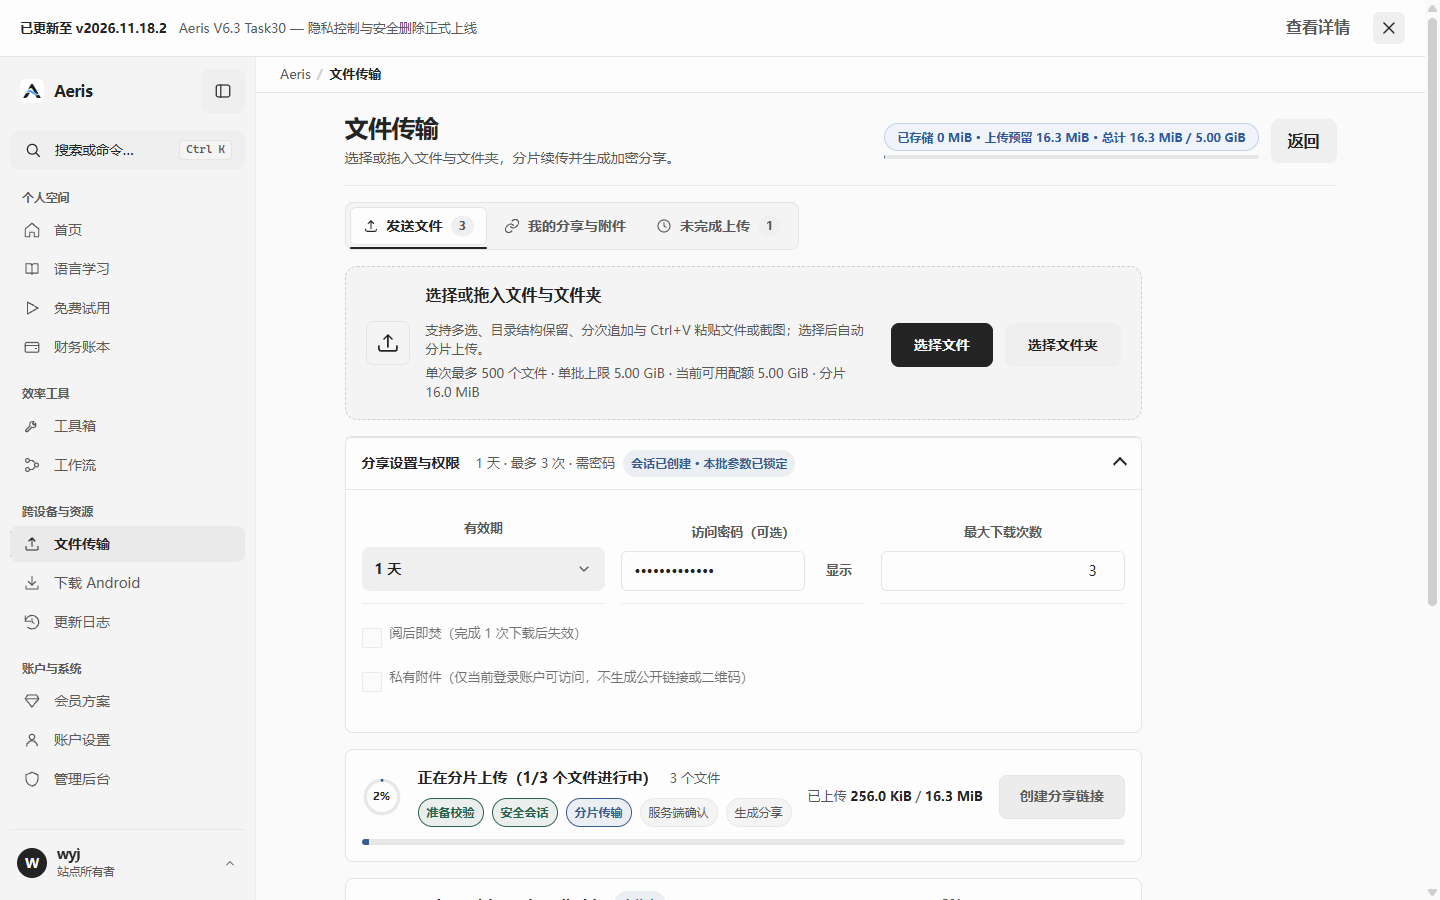 已更新至 v2026.11.18.2 Aeris V6.3 Task30 — 隐私控制与安全删除正式上线
查看详情
Aeris
搜索或命令... Ctrl K
个人空间
首页
语言学习
免费试用
财务账本
效率工具
工具箱
工作流
跨设备与资源
文件传输
下载 Android
更新日志
账户与系统
会员方案
账户设置
管理后台
W
wyj
站点所有者
Aeris / 文件传输
文件传输
选择或拖入文件与文件夹，分片续传并生成加密分享。
已存储 0 MiB • 上传预留 16.3 MiB • 总计 16.3 MiB / 5.00 GiB
返回
发送文件 3
我的分享与附件
未完成上传 1
选择或拖入文件与文件夹
支持多选、目录结构保留、分次追加与 Ctrl+V 粘贴文件或截图；选择后自动
分片上传。
单次最多 500 个文件 · 单批上限 5.00 GiB · 当前可用配额 5.00 GiB · 分片
16.0 MiB
选择文件
选择文件夹
分享设置与权限 1 天 · 最多 3 次 · 需密码 会话已创建 • 本批参数已锁定
有效期
1 天
访问密码（可选）
•••••••••••••
显示
最大下载次数
3
阅后即焚（完成 1 次下载后失效）
私有附件（仅当前登录账户可访问，不生成公开链接或二维码）
2%
正在分片上传（1/3 个文件进行中） 3 个文件
准备校验 安全会话 分片传输 服务端确认 生成分享
已上传 256.0 KiB / 16.3 MiB
创建分享链接